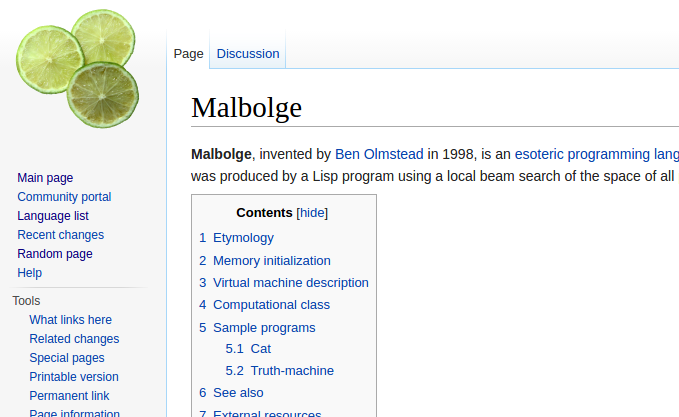 Page
Discussion
Malbolge
Malbolge, invented by Ben Olmstead in 1998, is an esoteric programming lang
was produced by a Lisp program using a local beam search of the space of all
Main page
Community portal
Language list
Recent changes
Random page
Help
Tools
What links here
Related changes
Special pages
Printable version
Permanent link
Page information
Contents [hide]
1 Etymology
2 Memory initialization
3 Virtual machine description
4 Computational class
5 Sample programs
5.1 Cat
5.2 Truth-machine
6 See also
7 External resources